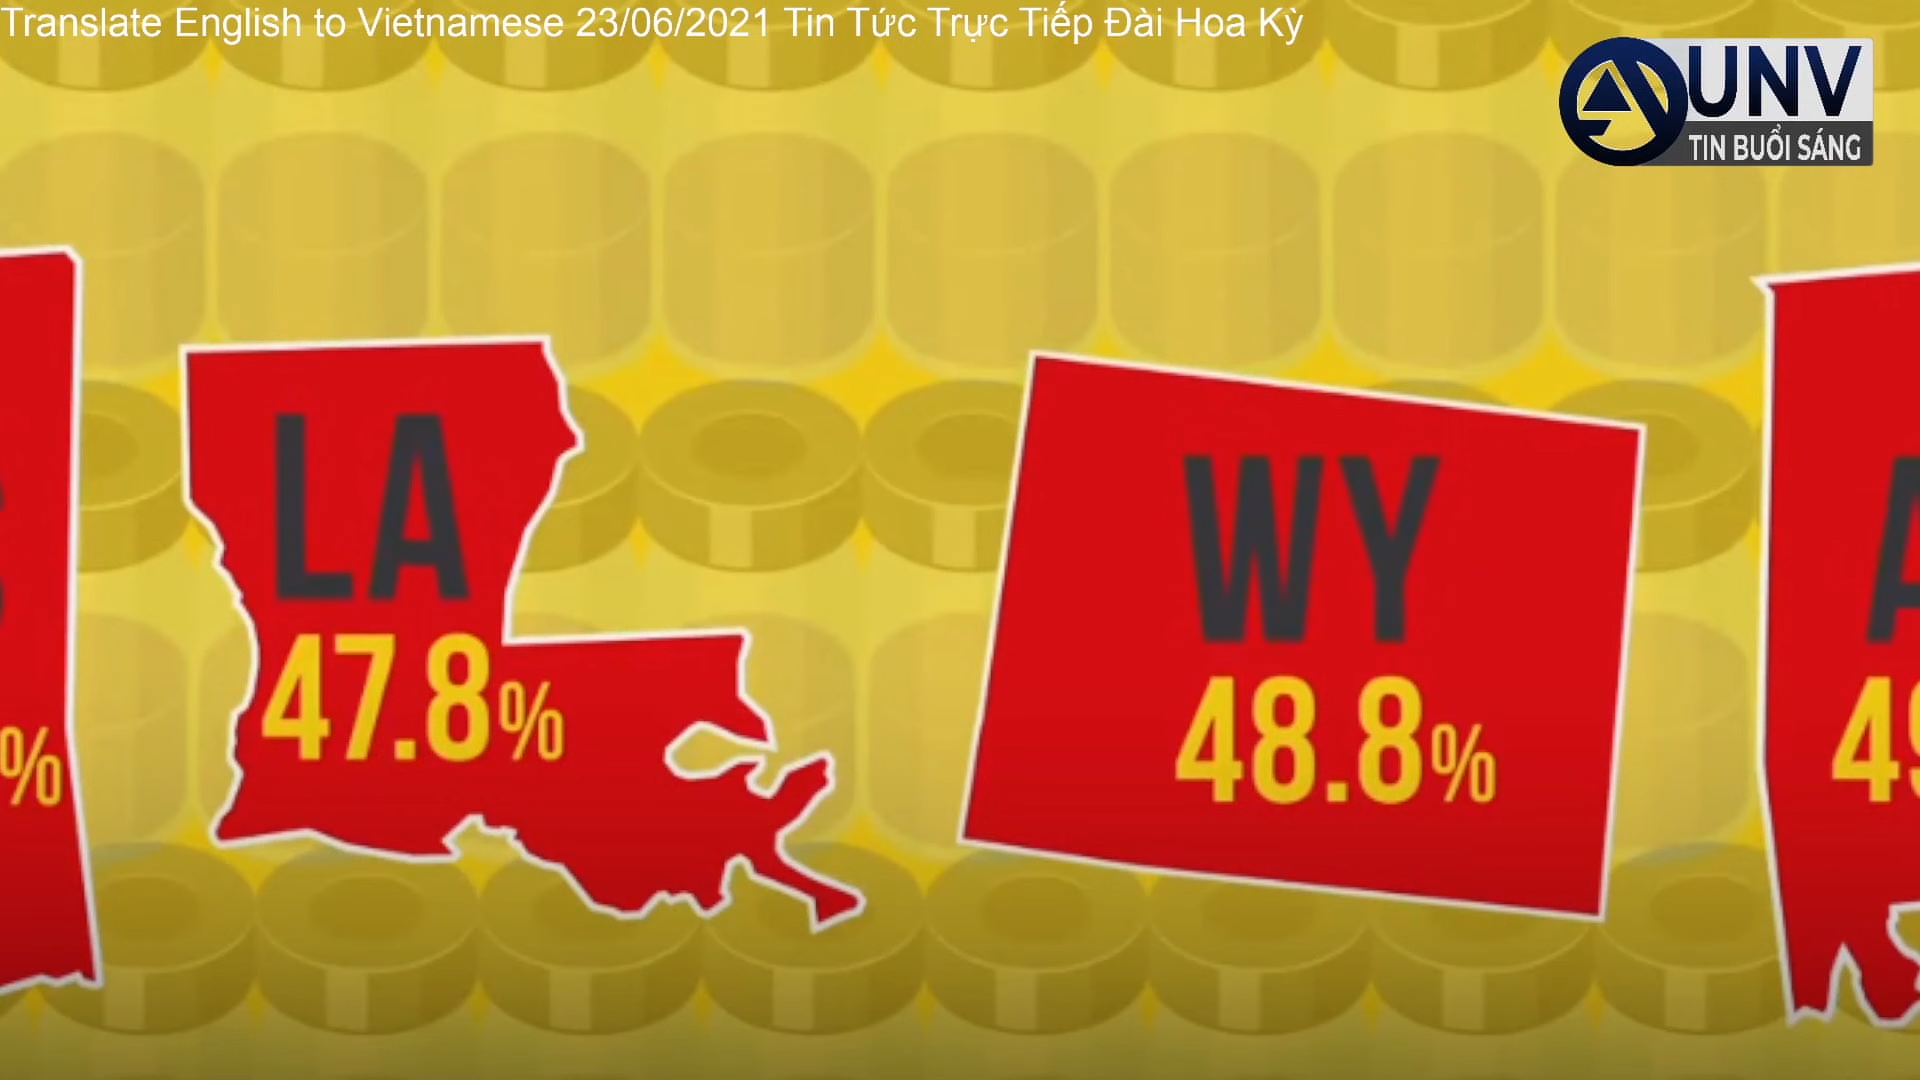 Translate English to Vietnamese 23/06/2021 Tin Tức Trực Tiếp Đài Hoa Kỳ
UNV
TIN BUỔI SÁNG
LA
47.8%
WY
48.8%
%